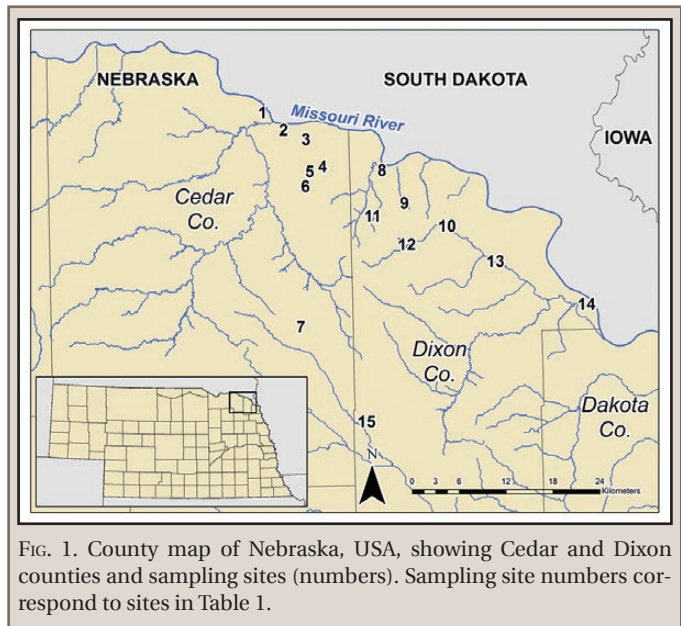 NEBRASKA
SOUTH DAKOTA
IOWA
Missouri River
1
2
3
4
5
6
8
9
10
11
12
13
14
7
15
Cedar
Co.
Dixon
Co.
Dakota
Co.
N
0 3 6 12 18 24
Kilometers
FIG. 1. County map of Nebraska, USA, showing Cedar and Dixon
counties and sampling sites (numbers). Sampling site numbers cor-
respond to sites in Table 1.